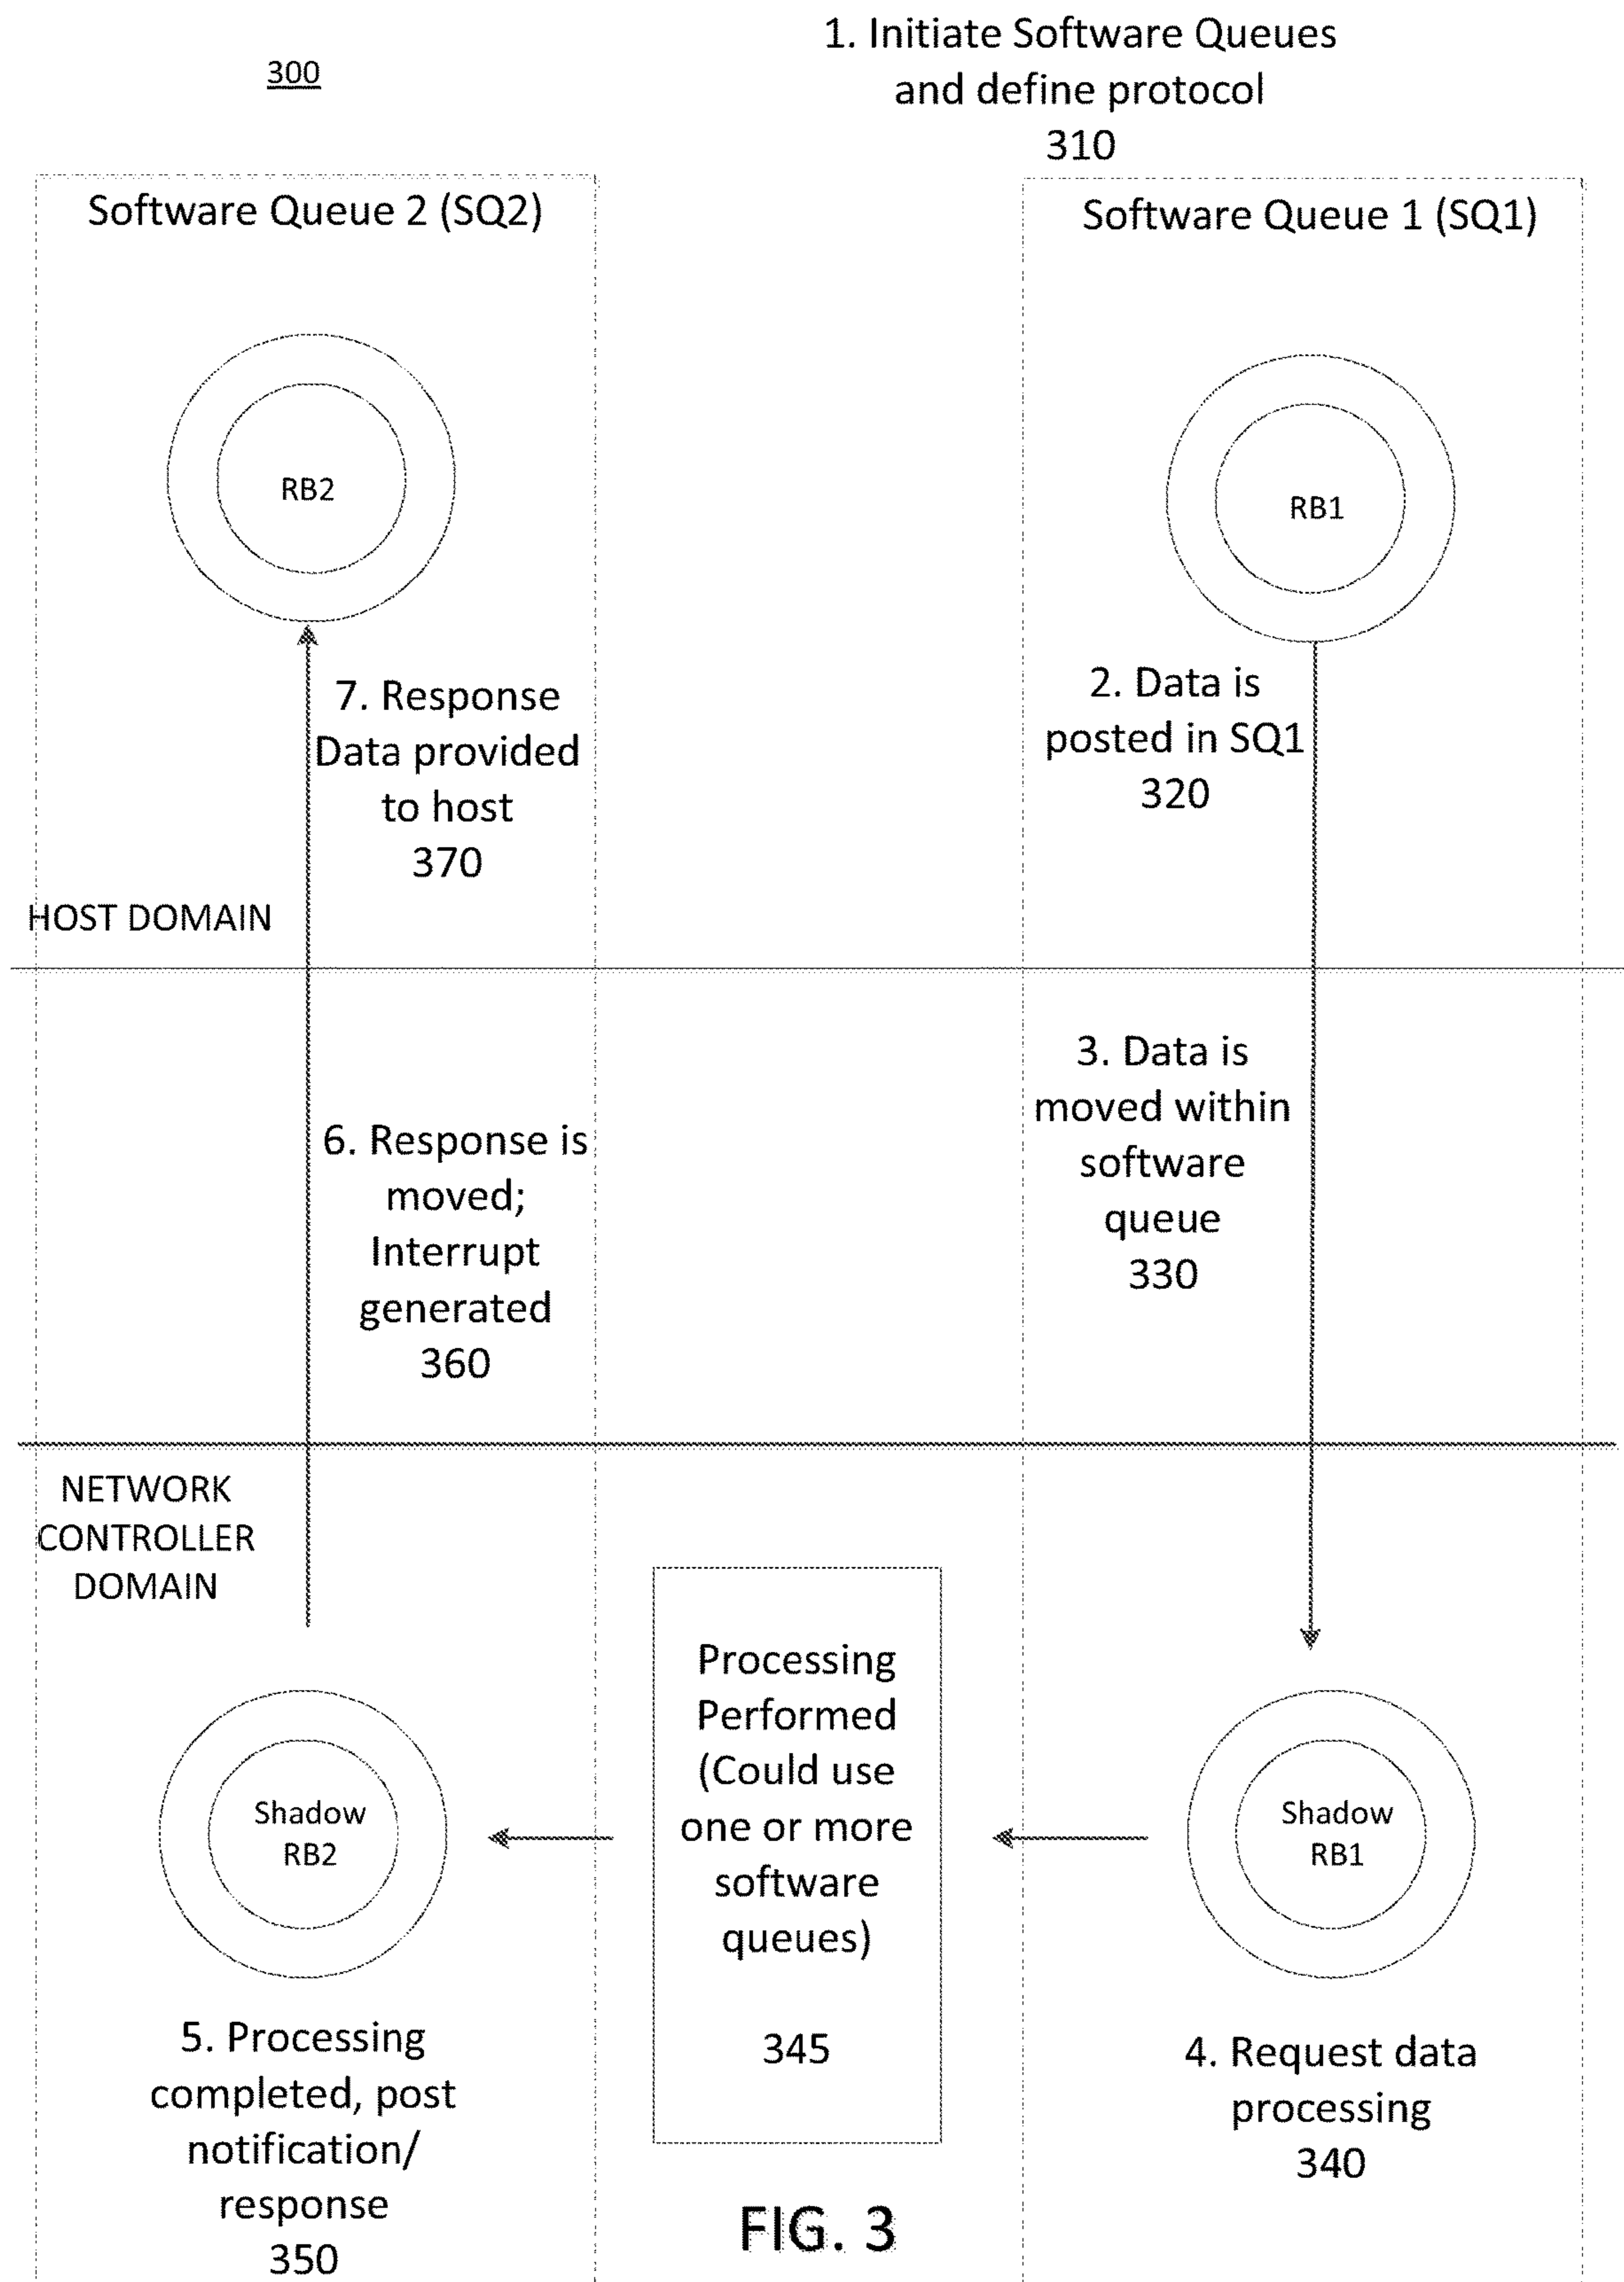 300
1. Initiate Software Queues
and define protocol
310
Software Queue 2 (SQ2)
Software Queue 1 (SQ1)
RB2
RB1
7. Response
Data provided
to host
370
2. Data is
posted in SQ1
320
HOST DOMAIN
3. Data is
moved within
software
queue
330
6. Response is
moved;
Interrupt
generated
360
NETWORK
CONTROLLER
DOMAIN
Processing
Performed
(Could use
one or more
software
queues)
345
Shadow
RB2
Shadow
RB1
5. Processing
completed, post
notification/
response
350
4. Request data
processing
340
FIG. 3